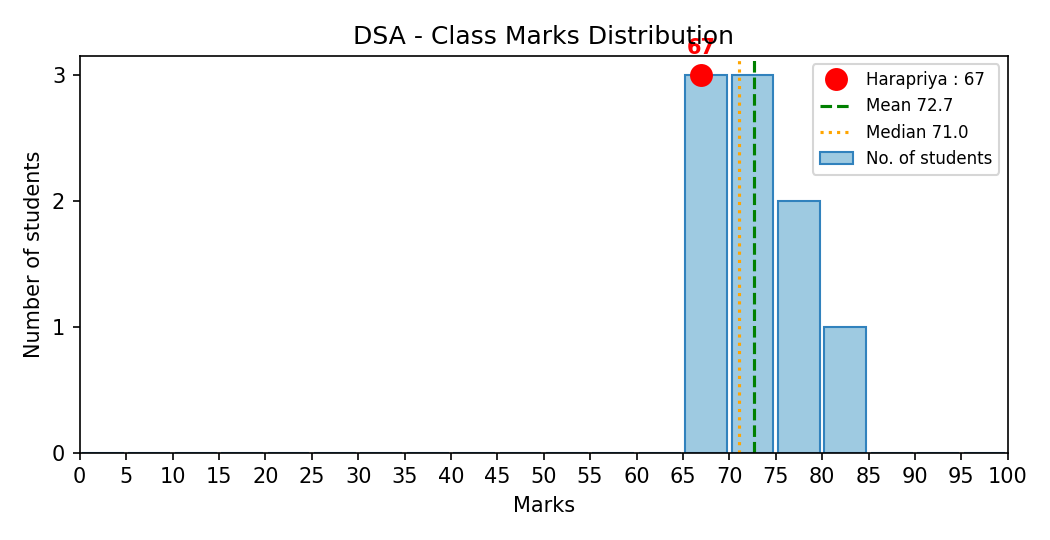 DSA - Class Marks Distribution
67
Harapriya : 67
Mean 72.7
Median 71.0
No. of students
Number of students
3
2
1
0
0 5 10 15 20 25 30 35 40 45 50 55 60 65 70 75 80 85 90 95 100
Marks